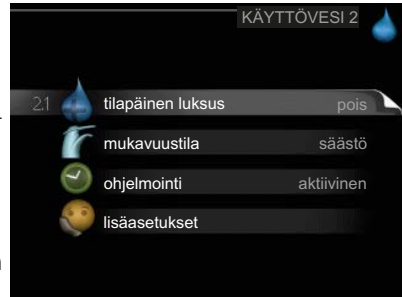 KÄYTTÖVESI 2
2.1 tilapäinen luksus pois
mukavuustila säästö
ohjelmointi aktiivinen
lisäasetukset